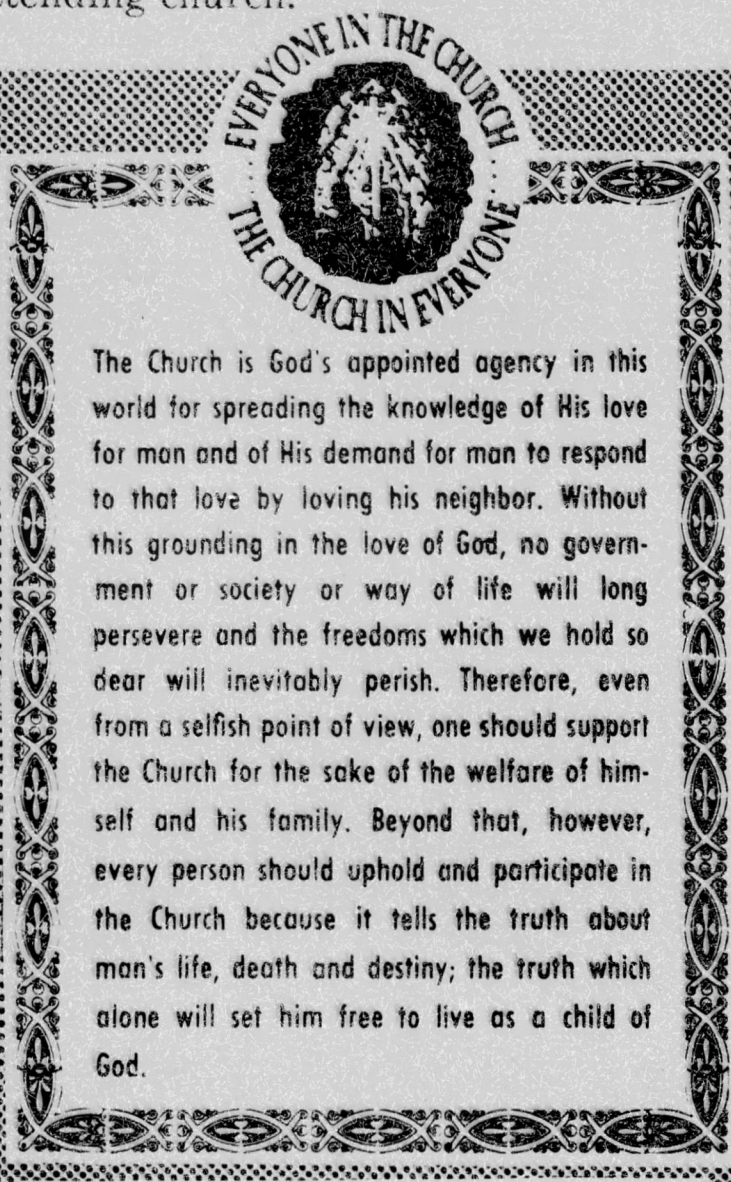 church.
EVERYONE IN THE CHURCH
THE CHURCH IN EVERYONE
The Church is God's appointed agency in this
world for spreading the knowledge of His love
for man and of His demand for man to respond
to that love by loving his neighbor. Without
this grounding in the love of God, no govern-
ment or society or way of life will long
persevere and the freedoms which we hold so
dear will inevitably perish. Therefore, even
from a selfish point of view, one should support
the Church for the sake of the welfare of him-
self and his family. Beyond that, however,
every person should uphold and participate in
the Church because it tells the truth about
man's life, death and destiny; the truth which
alone will set him free to live as a child of
God.